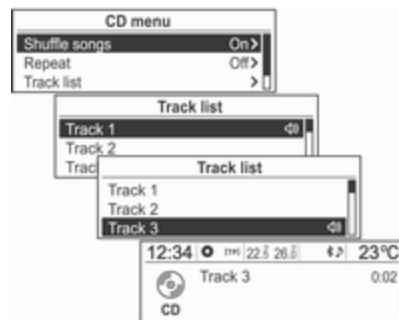 CD menu
Shuffle songs On>
Repeat Off>
Track list >
Track list
Track 1
Track 2
Trac
Track list
Track 1
Track 2
Track 3
12:34 23°C
Track 3 0:02
CD